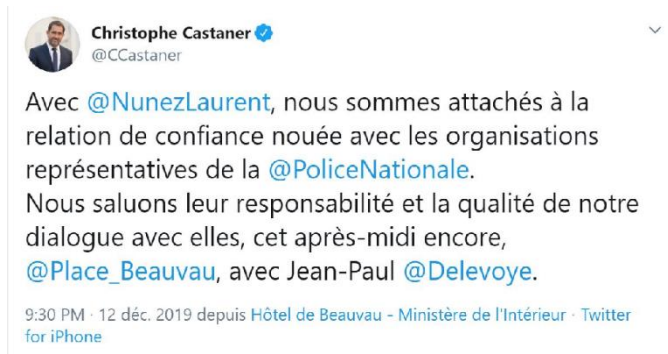 Christophe Castaner
@CCastaner
Avec @NunezLaurent, nous sommes attachés à la
relation de confiance nouée avec les organisations
représentatives de la @PoliceNationale.
Nous saluons leur responsabilité et la qualité de notre
dialogue avec elles, cet après-midi encore,
@Place_Beauvau, avec Jean-Paul @Delevoye.
9:30 PM · 12 déc. 2019 depuis Hôtel de Beauvau - Ministère de l'Intérieur · Twitter
for iPhone